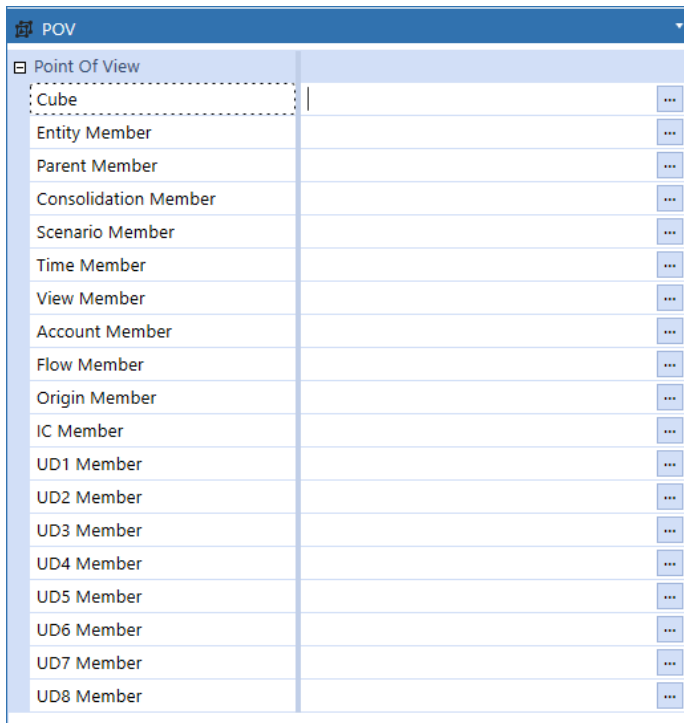 POV
Point Of View
Cube
Entity Member
Parent Member
Consolidation Member
Scenario Member
Time Member
View Member
Account Member
Flow Member
Origin Member
IC Member
UD1 Member
UD2 Member
UD3 Member
UD4 Member
UD5 Member
UD6 Member
UD7 Member
UD8 Member